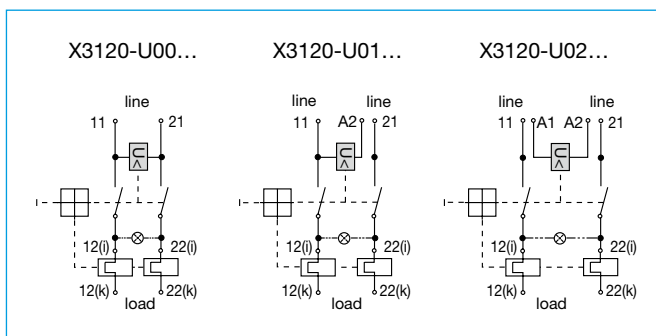 X3120-U00... X3120-U01... X3120-U02...
line line line line line
11 21 11 A2 21 11 A1 A2 21
U< U< U<
12(i) 22(i) 12(i) 22(i) 12(i) 22(i)
12(k) 22(k) 12(k) 22(k) 12(k) 22(k)
load load load